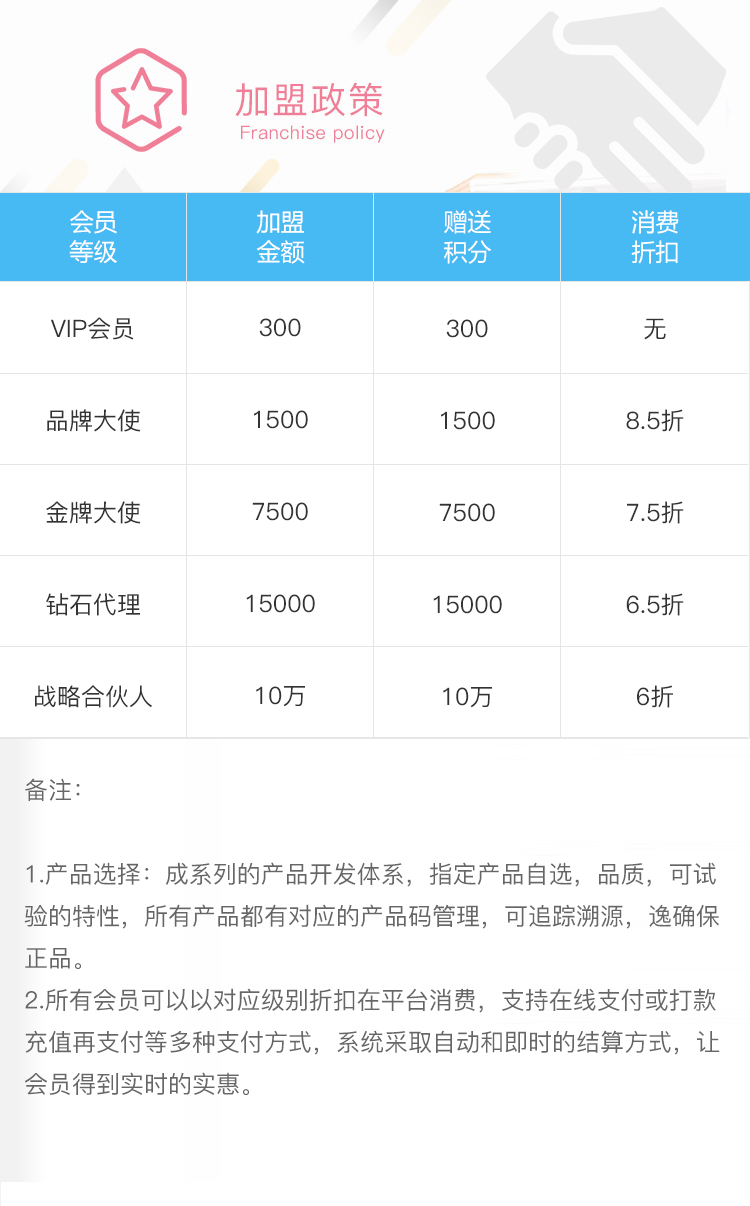 加盟政策
Franchise policy
会员等级 加盟金额 赠送积分 消费折扣
VIP会员 300 300 无
品牌大使 1500 1500 8.5折
金牌大使 7500 7500 7.5折
钻石代理 15000 15000 6.5折
战略合伙人 10万 10万 6折
备注：
1.产品选择：成系列的产品开发体系，指定产品自选，品质，可试
验的特性，所有产品都有对应的产品码管理，可追踪溯源，逸确保
正品。
2.所有会员可以以对应级别折扣在平台消费，支持在线支付或打款
充值再支付等多种支付方式，系统采取自动和即时的结算方式，让
会员得到实时的实惠。